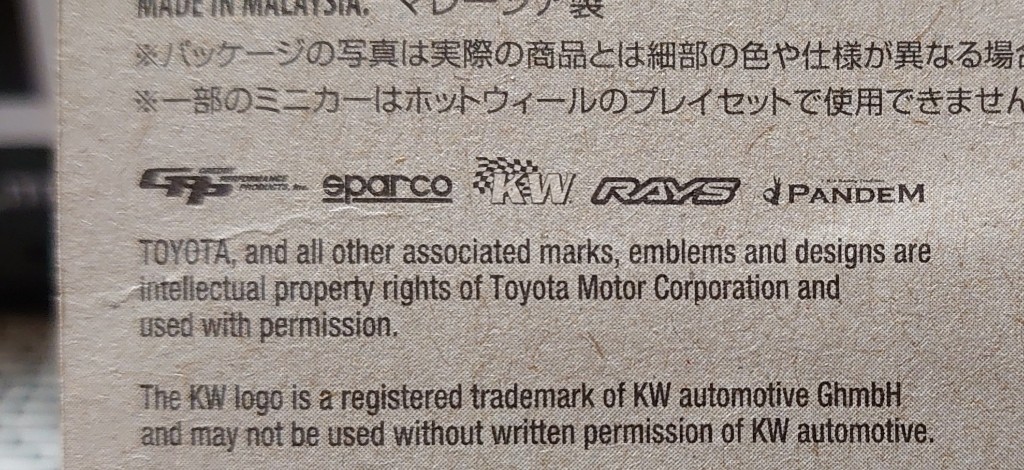 MADE IN MALAYSIA. マレーシア製
※パッケージの写真は実際の商品とは細部の色や仕様が異なる場合
※一部のミニカーはホットウィールのプレイセットで使用できません
PERFORMANCE PRODUCTS, Inc. sparco KW RAYS PANDEM
TOYOTA, and all other associated marks, emblems and designs are
intellectual property rights of Toyota Motor Corporation and
used with permission.
The KW logo is a registered trademark of KW automotive GhmbH
and may not be used without written permission of KW automotive.